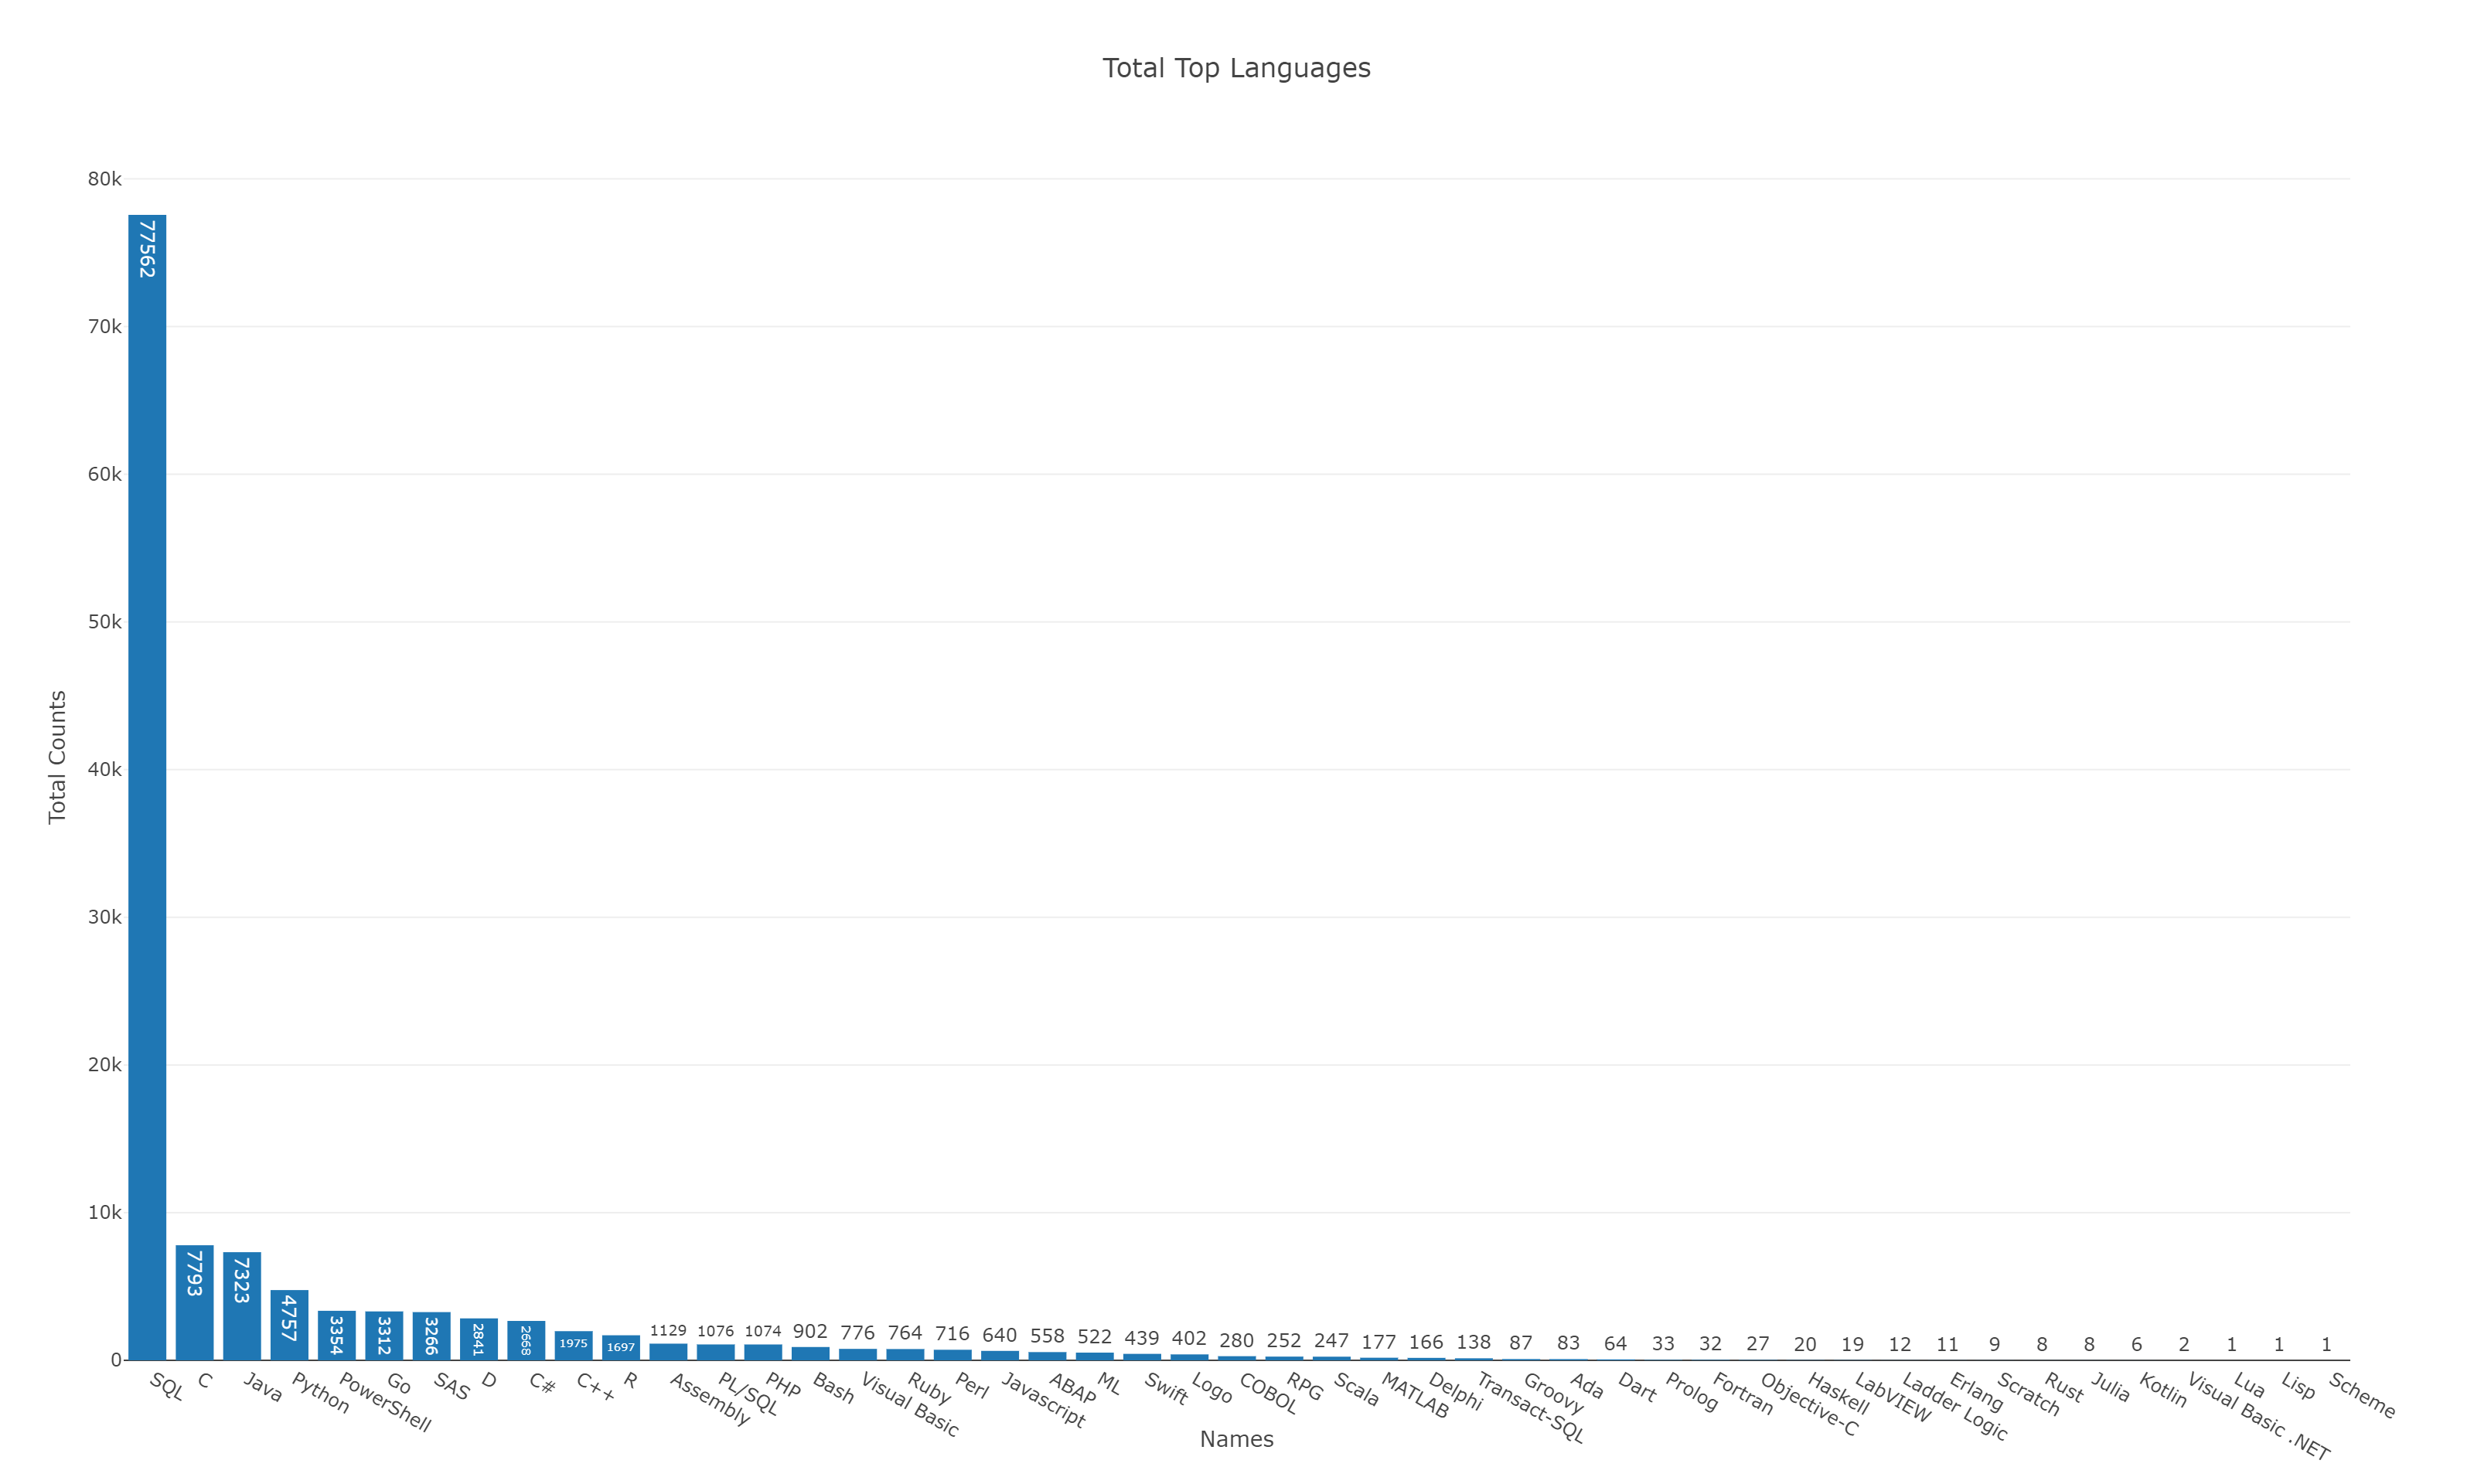 Total Top Languages
Total Counts
80k
70k
60k
50k
40k
30k
20k
10k
0
77562
7793
7323
4757
3354
3312
3266
2841
2668
1975
1697
1129
1076
1074
902
776
764
716
640
558
522
439
402
280
252
247
177
166
138
87
83
64
33
32
27
20
19
12
11
9
8
8
6
2
1
1
1
SQL
C
Java
Python
PowerShell
Go
SAS
D
C#
C++
R
Assembly
PL/SQL
PHP
Bash
Visual Basic
Ruby
Perl
Javascript
ABAP
ML
Swift
Logo
COBOL
RPG
Scala
MATLAB
Delphi
Transact-SQL
Groovy
Ada
Dart
Prolog
Fortran
Objective-C
Haskell
LabVIEW
Ladder Logic
Erlang
Scratch
Rust
Julia
Kotlin
Visual Basic .NET
Lua
Lisp
Scheme
Names